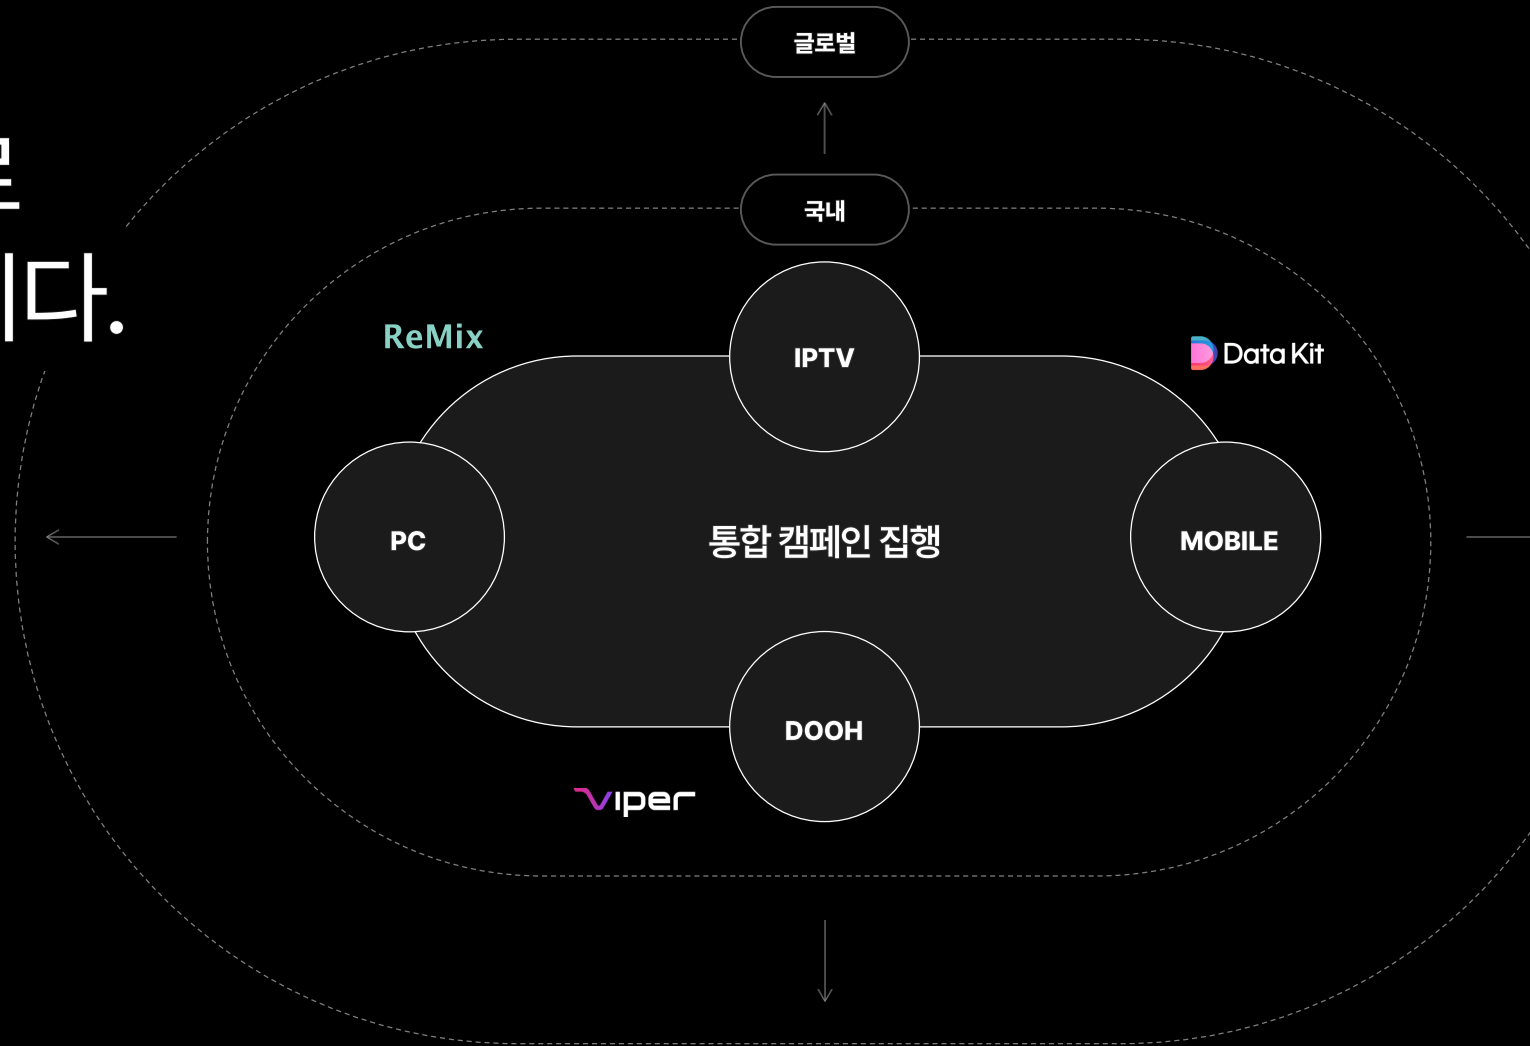 글로벌
국내
다.
ReMix
IPTV
Data Kit
PC
통합 캠페인 집행
MOBILE
DOOH
viper